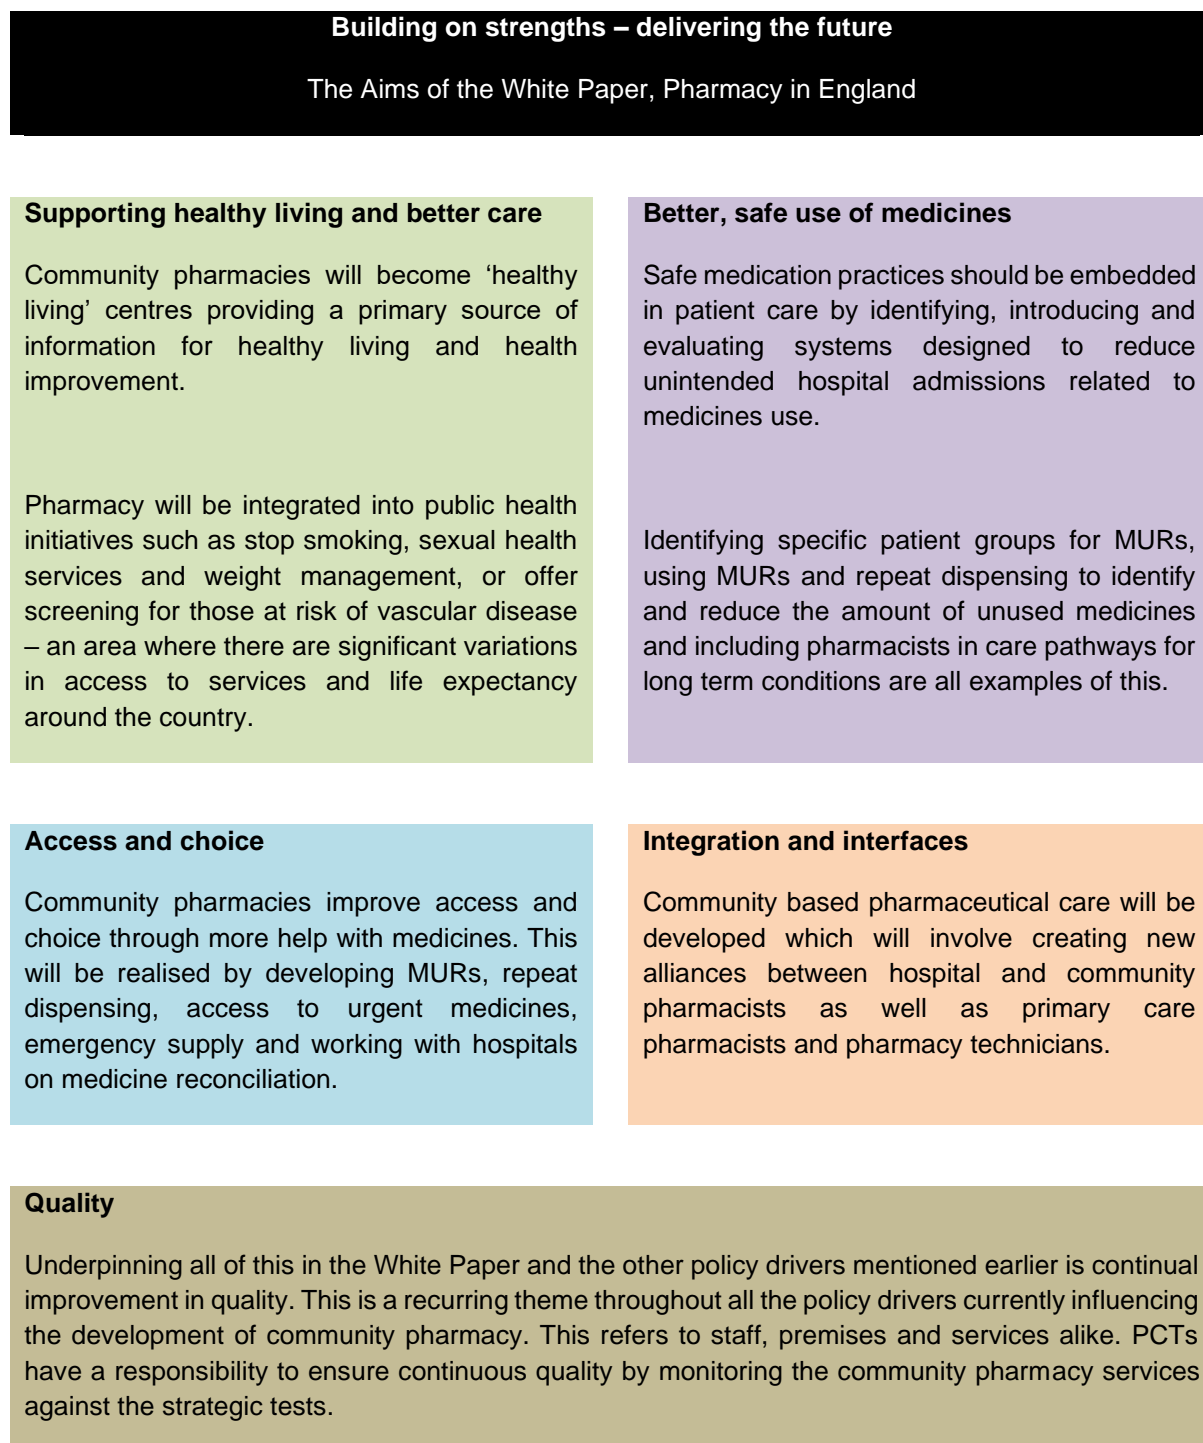 Building on strengths – delivering the future
The Aims of the White Paper, Pharmacy in England
Supporting healthy living and better care
Community pharmacies will become ‘healthy
living’ centres providing a primary source of
information for healthy living and health
improvement.
Pharmacy will be integrated into public health
initiatives such as stop smoking, sexual health
services and weight management, or offer
screening for those at risk of vascular disease
– an area where there are significant variations
in access to services and life expectancy
around the country.
Better, safe use of medicines
Safe medication practices should be embedded
in patient care by identifying, introducing and
evaluating systems designed to reduce
unintended hospital admissions related to
medicines use.
Identifying specific patient groups for MURs,
using MURs and repeat dispensing to identify
and reduce the amount of unused medicines
and including pharmacists in care pathways for
long term conditions are all examples of this.
Access and choice
Community pharmacies improve access and
choice through more help with medicines. This
will be realised by developing MURs, repeat
dispensing, access to urgent medicines,
emergency supply and working with hospitals
on medicine reconciliation.
Integration and interfaces
Community based pharmaceutical care will be
developed which will involve creating new
alliances between hospital and community
pharmacists as well as primary care
pharmacists and pharmacy technicians.
Quality
Underpinning all of this in the White Paper and the other policy drivers mentioned earlier is continual
improvement in quality. This is a recurring theme throughout all the policy drivers currently influencing
the development of community pharmacy. This refers to staff, premises and services alike. PCTs
have a responsibility to ensure continuous quality by monitoring the community pharmacy services
against the strategic tests.